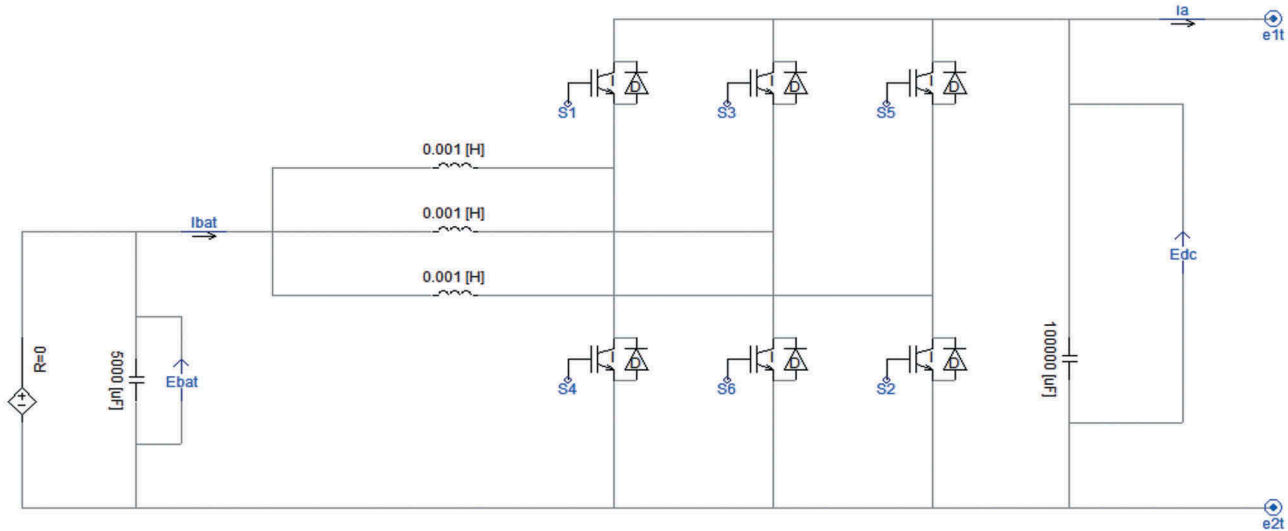 Ia
e1t
I
D
S1
I
D
S3
I
D
S5
0.001 [H]
Ibat
0.001 [H]
0.001 [H]
Edc
R=0
+
5000 [uF]
Ebat
I
D
S4
I
D
S6
I
D
S2
1000000 [uF]
e2t